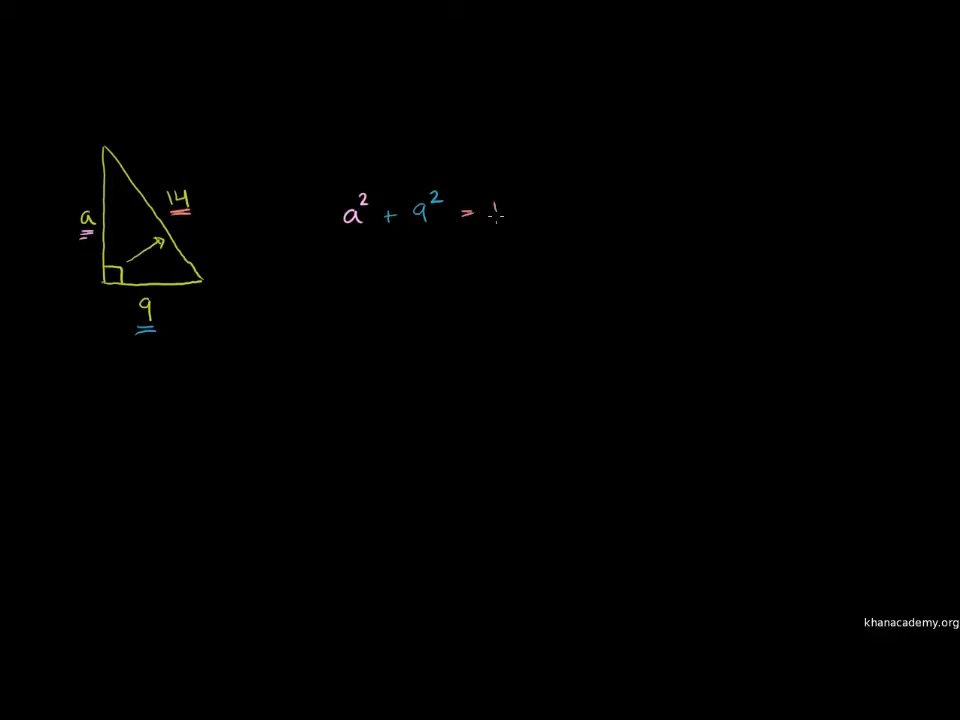 14
a
a² + 9² =
9
khanacademy.org